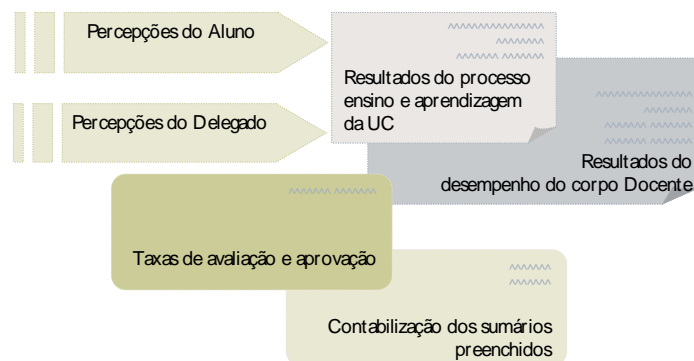 Percepções do Aluno
Percepções do Delegado
Resultados do processo
ensino e aprendizagem
da UC
Resultados do
desempenho do corpo Docente
Taxas de avaliação e aprovação
Contabilização dos sumários
preenchidos